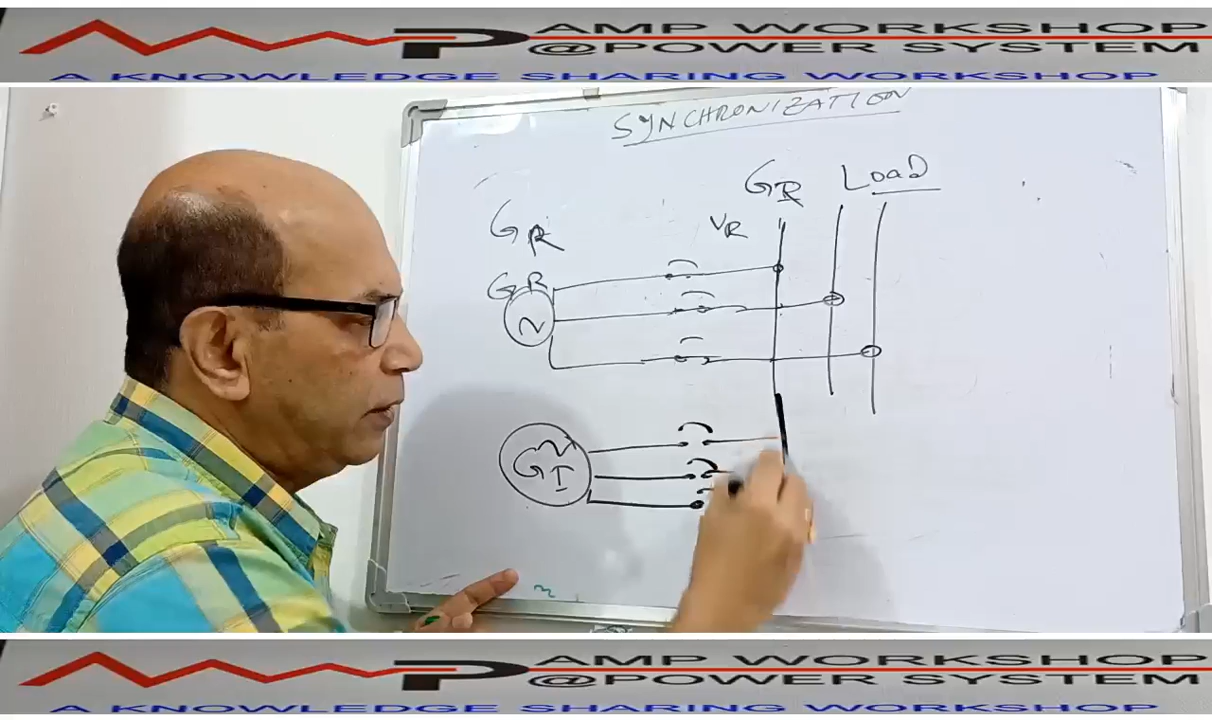 AMP WORKSHOP
@POWER SYSTEM
A KNOWLEDGE SHARING WORKSHOP
SYNCHRONIZATION
GR
Load
GR
VR
GR
~
~
GI
~
AMP WORKSHOP
@POWER SYSTEM
A KNOWLEDGE SHARING WORKSHOP